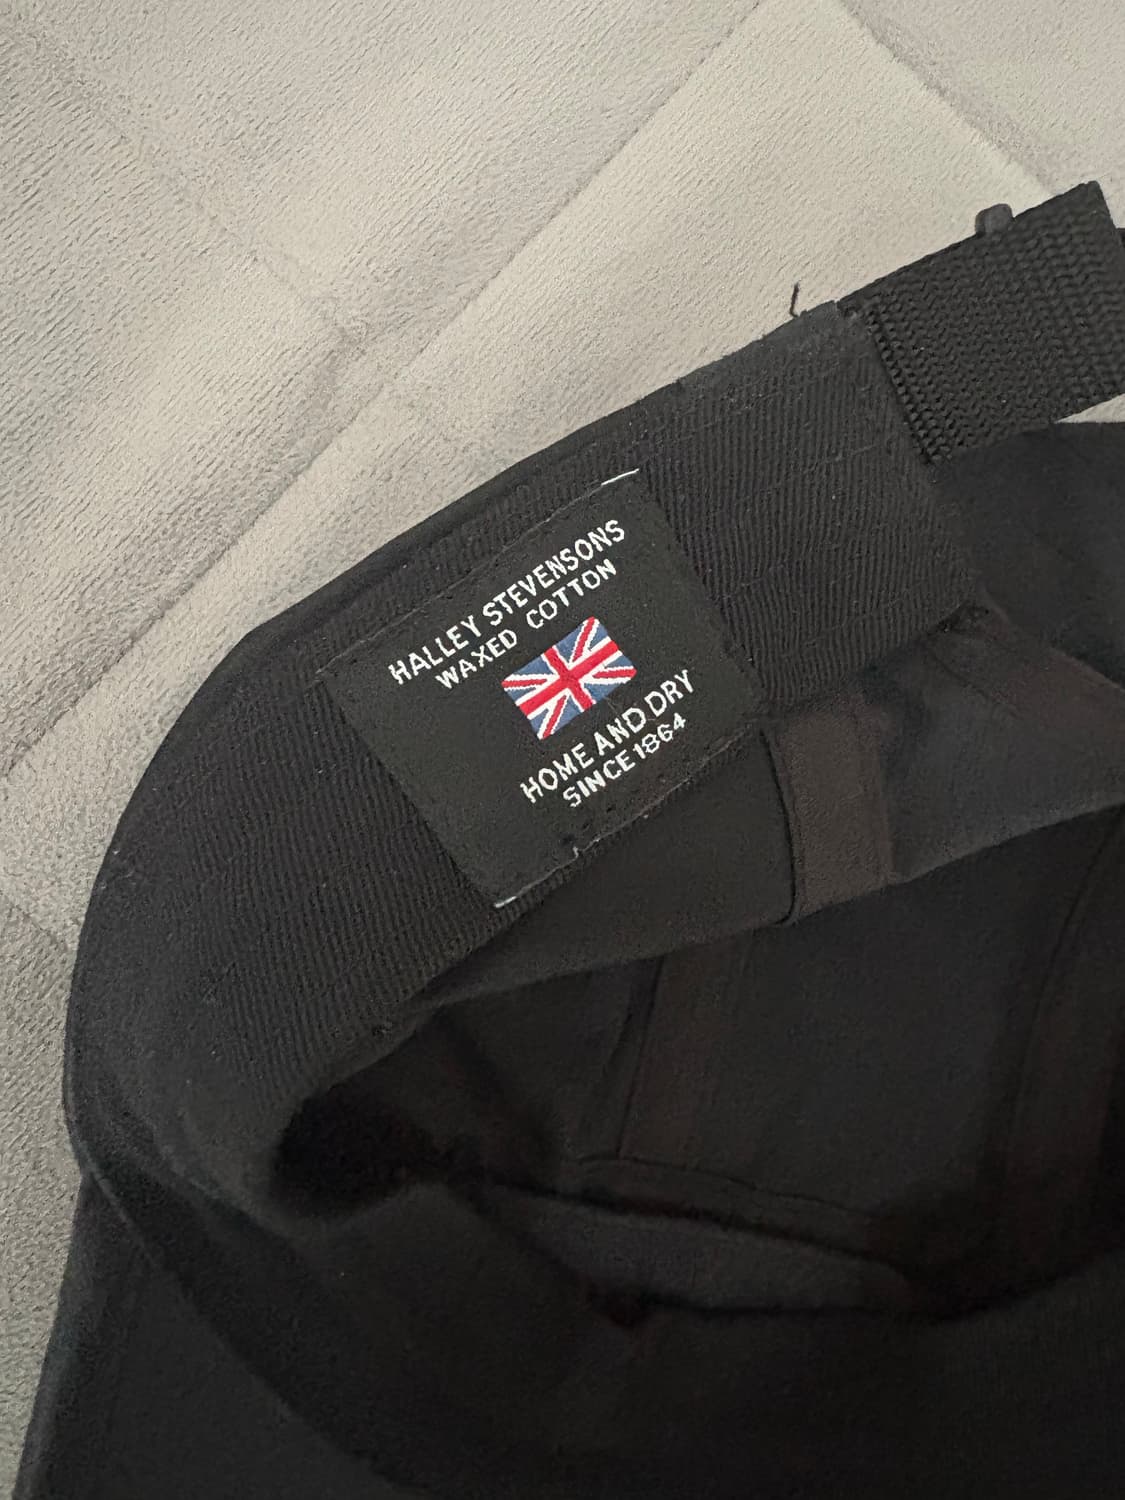 HALLEY STEVENSONS
WAXED COTTON
HOME AND DRY
SINCE 1864